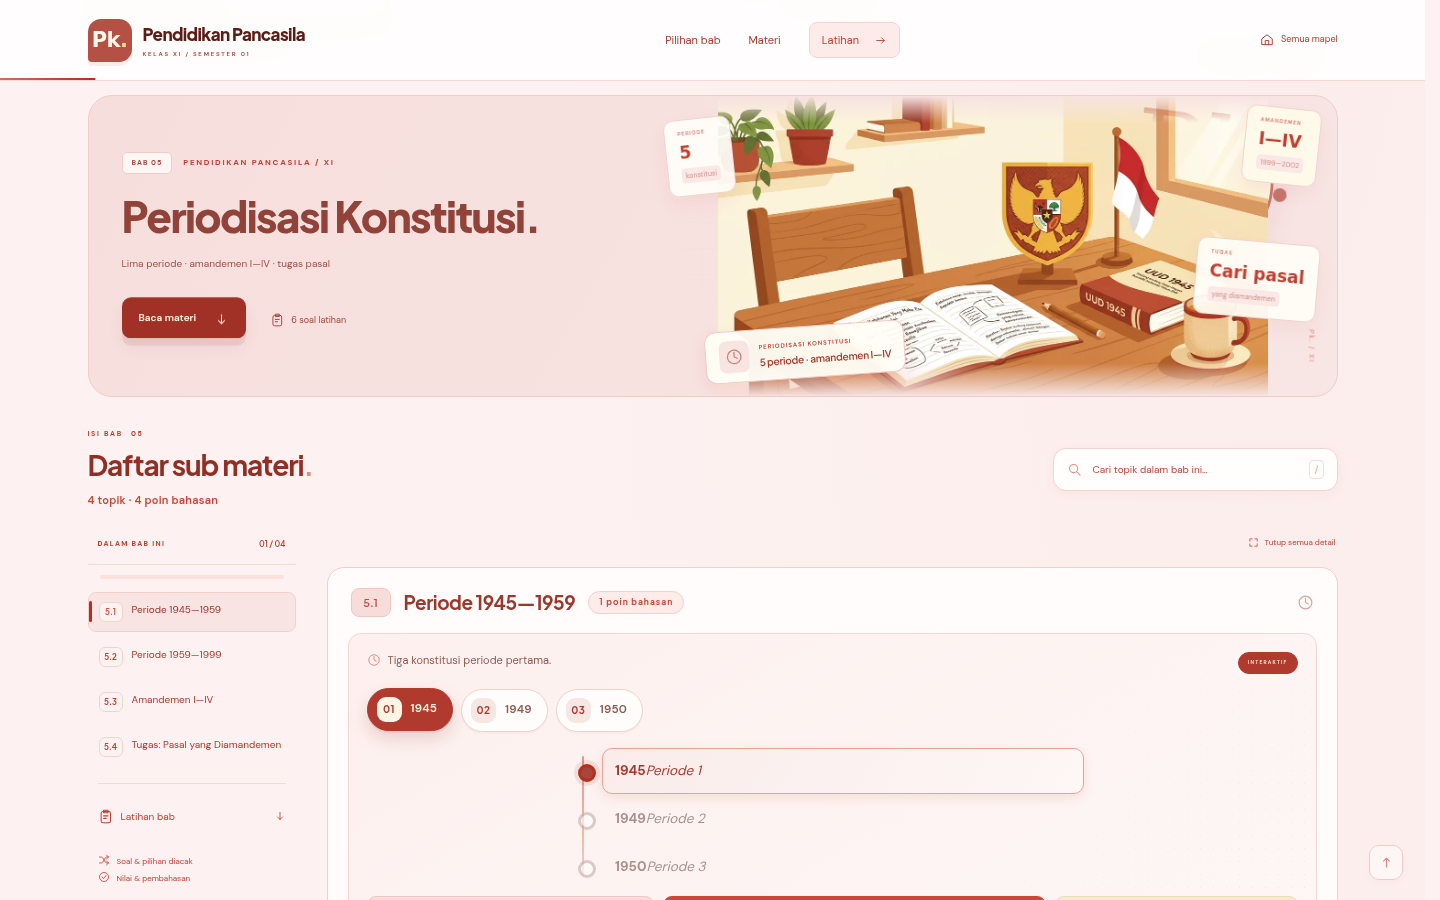 Pk.
Pendidikan Pancasila
KELAS XI / SEMESTER 01
Pilihan bab
Materi
Latihan
Semua mapel
BAB 05
PENDIDIKAN PANCASILA / XI
Periodisasi Konstitusi.
Lima periode · amandemen I—IV · tugas pasal
Baca materi
6 soal latihan
PERIODE
5
konstitusi
AMANDEMEN
I—IV
1999—2002
TUGAS
Cari pasal
yang diamandemen
UUD 1945
UUD 1945
PERIODISASI KONSTITUSI
5 periode · amandemen I—IV
Pk. / XI
ISI BAB 05
Daftar sub materi.
4 topik · 4 poin bahasan
Cari topik dalam bab ini...
/
DALAM BAB INI
01 / 04
5.1
Periode 1945—1959
5.2
Periode 1959—1999
5.3
Amandemen I—IV
5.4
Tugas: Pasal yang Diamandemen
Latihan bab
Soal & pilihan diacak
Nilai & pembahasan
Tutup semua detail
5.1
Periode 1945—1959
1 poin bahasan
Tiga konstitusi periode pertama.
INTERAKTIF
01 1945
02 1949
03 1950
1945 Periode 1
1949 Periode 2
1950 Periode 3